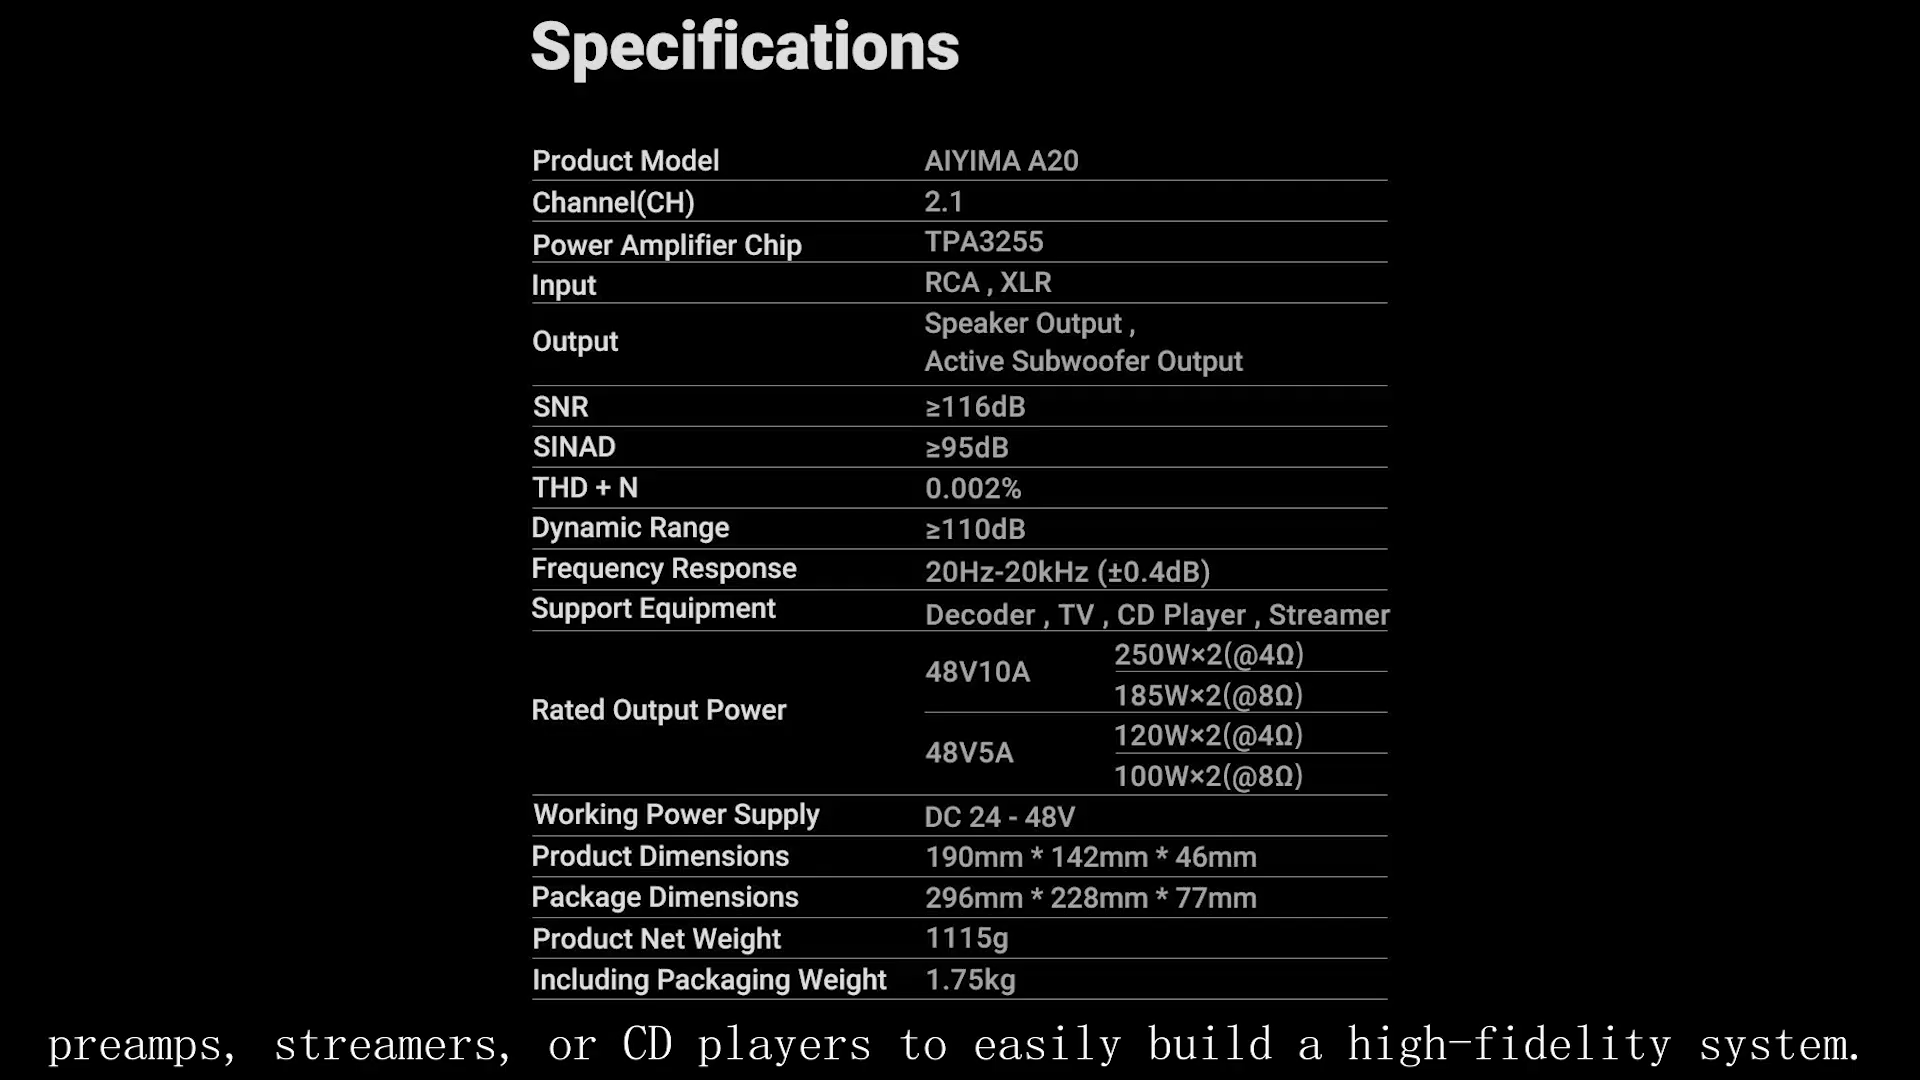 Specifications
Product Model AIYIMA A20
Channel(CH) 2.1
Power Amplifier Chip TPA3255
Input RCA , XLR
Output Speaker Output ,
Active Subwoofer Output
SNR ≥116dB
SINAD ≥95dB
THD + N 0.002%
Dynamic Range ≥110dB
Frequency Response 20Hz-20kHz (±0.4dB)
Support Equipment Decoder , TV , CD Player , Streamer
Rated Output Power
48V10A
250W×2(@4Ω)
185W×2(@8Ω)
48V5A
120W×2(@4Ω)
100W×2(@8Ω)
Working Power Supply DC 24 - 48V
Product Dimensions 190mm * 142mm * 46mm
Package Dimensions 296mm * 228mm * 77mm
Product Net Weight 1115g
Including Packaging Weight 1.75kg
preamps, streamers, or CD players to easily build a high-fidelity system.